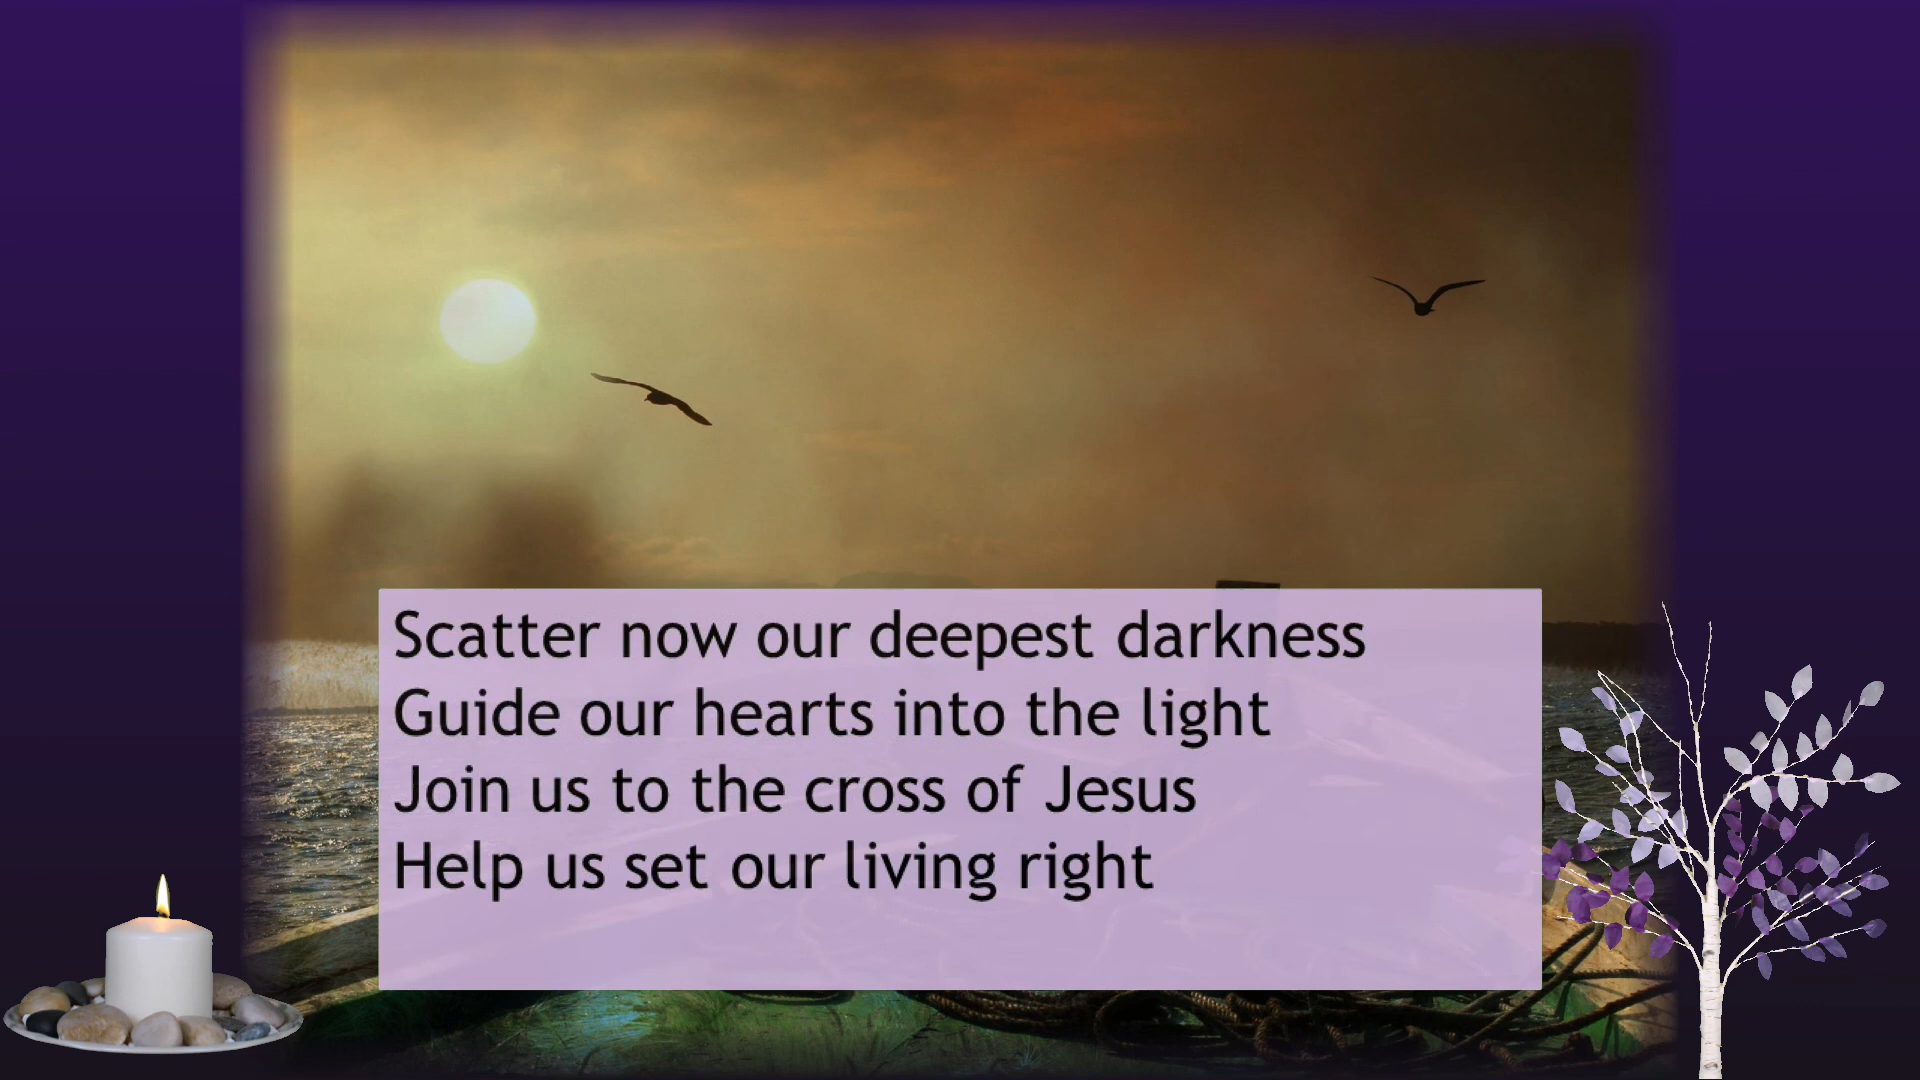 Scatter now our deepest darkness
Guide our hearts into the light
Join us to the cross of Jesus
Help us set our living right